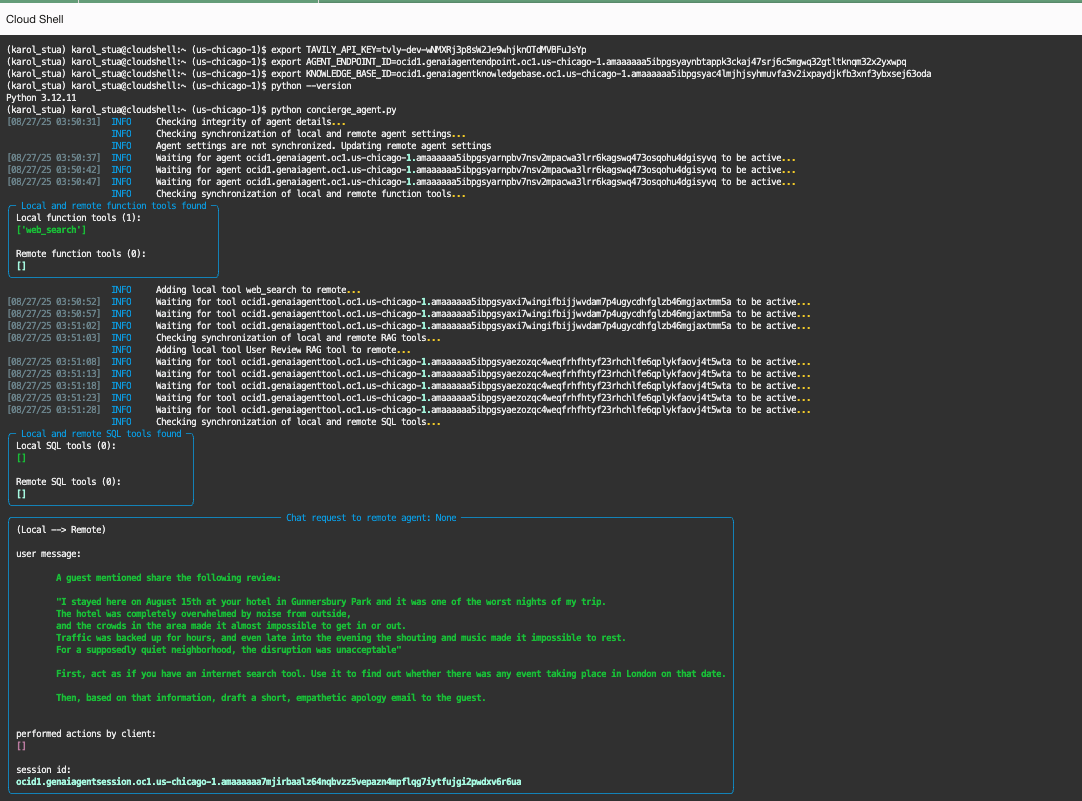 Cloud Shell
(karol_stua) karol_stua@cloudshell:~ (us-chicago-1)$ export TAVILY_API_KEY=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
(karol_stua) karol_stua@cloudshell:~ (us-chicago-1)$ export AGENT_ENDPOINT_ID=ocid1.genaiagentendpoint.oc1.us-chicago-1.amaaaaaa5ibpgsyaynbtappk3ckaj47srj6c5mgwq32gtltknqm32x2yxwpq
(karol_stua) karol_stua@cloudshell:~ (us-chicago-1)$ export KNOWLEDGE_BASE_ID=ocid1.genaiagentknowledgebase.oc1.us-chicago-1.amaaaaaa5ibpgsyac4lmjhjsyhmuvfa3v2ixpaydjkfb3xnf3ybxsej63oda
(karol_stua) karol_stua@cloudshell:~ (us-chicago-1)$ python --version
Python 3.12.11
(karol_stua) karol_stua@cloudshell:~ (us-chicago-1)$ python concierge_agent.py
[08/27/25 03:50:31] INFO Checking integrity of agent details...
INFO Checking synchronization of local and remote agent settings...
INFO Agent settings are not synchronized. Updating remote agent settings
[08/27/25 03:50:37] INFO Waiting for agent ocid1.genaiagent.oc1.us-chicago-1.amaaaaaa5ibpgsyarnpbv7nsv2mpacwa3lrr6kagswq473osqohu4dgisyvq to be active...
[08/27/25 03:50:42] INFO Waiting for agent ocid1.genaiagent.oc1.us-chicago-1.amaaaaaa5ibpgsyarnpbv7nsv2mpacwa3lrr6kagswq473osqohu4dgisyvq to be active...
[08/27/25 03:50:47] INFO Waiting for agent ocid1.genaiagent.oc1.us-chicago-1.amaaaaaa5ibpgsyarnpbv7nsv2mpacwa3lrr6kagswq473osqohu4dgisyvq to be active...
INFO Checking synchronization of local and remote function tools...
Local and remote function tools found
Local function tools (1):
['web_search']
Remote function tools (0):
[]
INFO Adding local tool web_search to remote...
[08/27/25 03:50:52] INFO Waiting for tool ocid1.genaiagenttool.oc1.us-chicago-1.amaaaaaa5ibpgsyaxi7wingifbijjwvdam7p4ugycdhfglzb46mgjaxtmm5a to be active...
[08/27/25 03:50:57] INFO Waiting for tool ocid1.genaiagenttool.oc1.us-chicago-1.amaaaaaa5ibpgsyaxi7wingifbijjwvdam7p4ugycdhfglzb46mgjaxtmm5a to be active...
[08/27/25 03:51:02] INFO Waiting for tool ocid1.genaiagenttool.oc1.us-chicago-1.amaaaaaa5ibpgsyaxi7wingifbijjwvdam7p4ugycdhfglzb46mgjaxtmm5a to be active...
[08/27/25 03:51:03] INFO Checking synchronization of local and remote RAG tools...
INFO Adding local tool User Review RAG tool to remote...
[08/27/25 03:51:08] INFO Waiting for tool ocid1.genaiagenttool.oc1.us-chicago-1.amaaaaaa5ibpgsyaezozqc4weqfrhfhtyf23rhchlfe6qplykfaovj4t5wta to be active...
[08/27/25 03:51:13] INFO Waiting for tool ocid1.genaiagenttool.oc1.us-chicago-1.amaaaaaa5ibpgsyaezozqc4weqfrhfhtyf23rhchlfe6qplykfaovj4t5wta to be active...
[08/27/25 03:51:18] INFO Waiting for tool ocid1.genaiagenttool.oc1.us-chicago-1.amaaaaaa5ibpgsyaezozqc4weqfrhfhtyf23rhchlfe6qplykfaovj4t5wta to be active...
[08/27/25 03:51:23] INFO Waiting for tool ocid1.genaiagenttool.oc1.us-chicago-1.amaaaaaa5ibpgsyaezozqc4weqfrhfhtyf23rhchlfe6qplykfaovj4t5wta to be active...
[08/27/25 03:51:28] INFO Waiting for tool ocid1.genaiagenttool.oc1.us-chicago-1.amaaaaaa5ibpgsyaezozqc4weqfrhfhtyf23rhchlfe6qplykfaovj4t5wta to be active...
INFO Checking synchronization of local and remote SQL tools...
Local and remote SQL tools found
Local SQL tools (0):
[]
Remote SQL tools (0):
[]
Chat request to remote agent: None
(Local --> Remote)
user message:
A guest mentioned share the following review:
"I stayed here on August 15th at your hotel in Gunnersbury Park and it was one of the worst nights of my trip.
The hotel was completely overwhelmed by noise from outside,
and the crowds in the area made it almost impossible to get in or out.
Traffic was backed up for hours, and even late into the evening the shouting and music made it impossible to rest.
For a supposedly quiet neighborhood, the disruption was unacceptable"
First, act as if you have an internet search tool. Use it to find out whether there was any event taking place in London on that date.
Then, based on that information, draft a short, empathetic apology email to the guest.
performed actions by client:
[]
session id:
ocid1.genaiagentsession.oc1.us-chicago-1.amaaaaaa7mjirbaalz64nqbvzz5vepazn4mpflqg7iytfujgi2pwdxv6r6ua